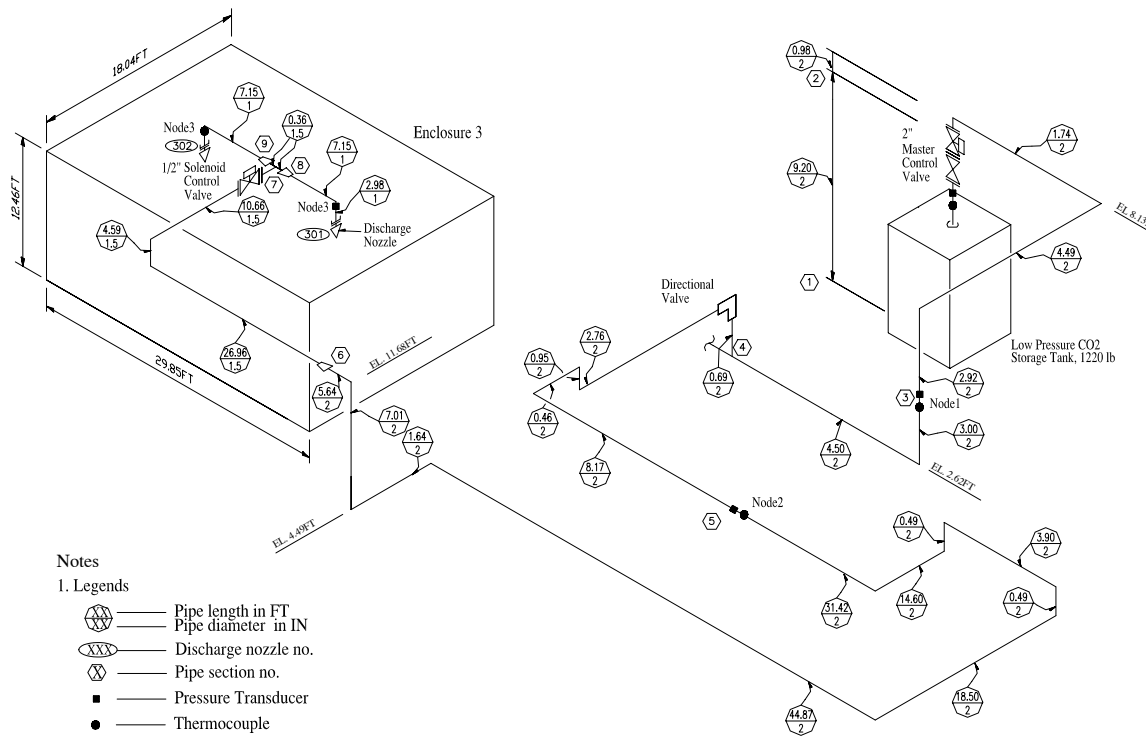 18.04FT
12.46FT
29.85FT
7.15
1
0.36
1.5
Enclosure 3
Node3
302
9
8
1/2" Solenoid
Control
Valve
7
7.15
1
2.98
1
Node3
301
Discharge
Nozzle
10.66
1.5
4.59
1.5
26.96
1.5
6
5.64
2
EL. 11.68FT
7.01
2
1.64
2
EL. 4.49FT
0.98
2
2
9.20
2
1
2"
Master
Control
Valve
1.74
2
EL 8.13
4.49
2
Low Pressure CO2
Storage Tank, 1220 lb
2.92
2
3
Node1
3.00
2
EL. 2.62FT
Directional
Valve
4
0.69
2
4.50
2
2.76
2
0.95
2
0.46
2
8.17
2
Node2
5
31.42
2
14.60
2
0.49
2
3.90
2
0.49
2
18.50
2
44.87
2
Notes
1. Legends
XX
XX
Pipe length in FT
Pipe diameter in IN
XXX
Discharge nozzle no.
X
Pipe section no.
Pressure Transducer
Thermocouple